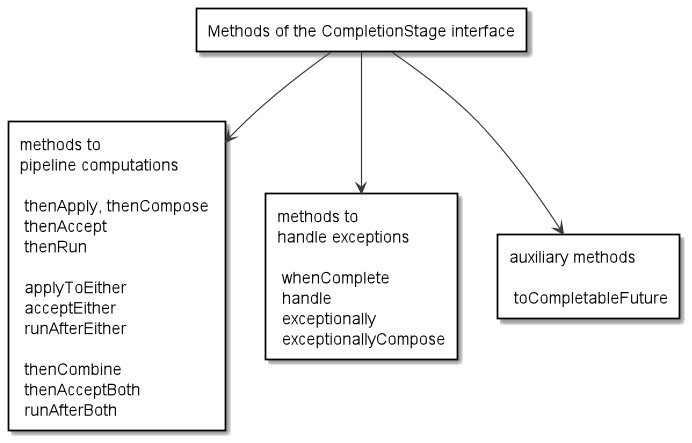 Methods of the CompletionStage interface
methods to
pipeline computations
thenApply, thenCompose
thenAccept
thenRun
applyToEither
acceptEither
runAfterEither
thenCombine
thenAcceptBoth
runAfterBoth
methods to
handle exceptions
whenComplete
handle
exceptionally
exceptionallyCompose
auxiliary methods
toCompletableFuture